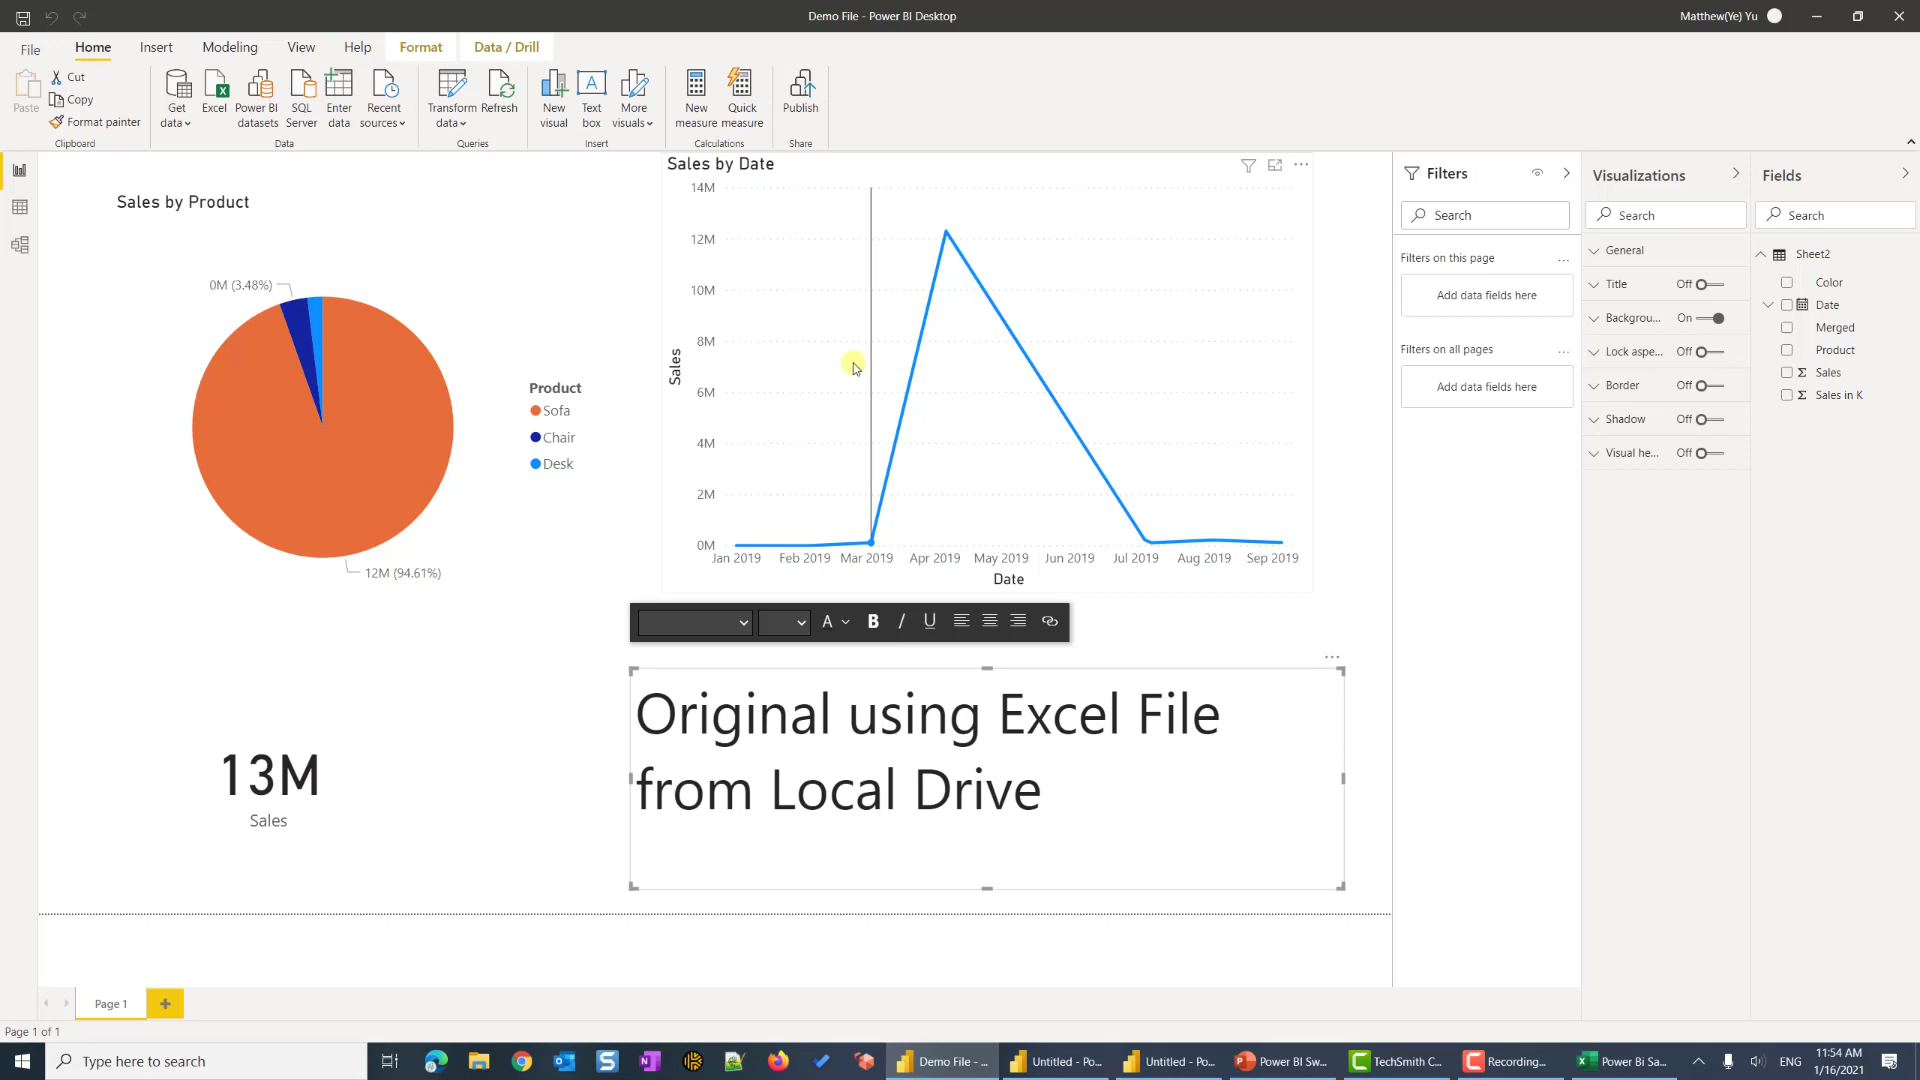 Demo File - Power BI Desktop
Matthew(Ye) Yu
File
Home
Insert
Modeling
View
Help
Format
Data / Drill
Paste
Cut
Copy
Format painter
Clipboard
Get data
Excel
Power BI datasets
SQL Server
Enter data
Recent sources
Data
Transform data
Refresh
Queries
New visual
Text box
More visuals
Insert
New measure
Quick measure
Calculations
Publish
Share
Sales by Product
0M (3.48%)
12M (94.61%)
Product
Sofa
Chair
Desk
Sales by Date
14M
12M
10M
8M
6M
4M
2M
0M
Sales
Jan 2019 Feb 2019 Mar 2019 Apr 2019 May 2019 Jun 2019 Jul 2019 Aug 2019 Sep 2019
Date
A B I U
13M
Sales
Original using Excel File
from Local Drive
Filters
Search
Filters on this page
Add data fields here
Filters on all pages
Add data fields here
Visualizations
Search
General
Title Off
Backgrou... On
Lock aspe... Off
Border Off
Shadow Off
Visual he... Off
Fields
Search
Sheet2
Color
Date
Merged
Product
Sales
Sales in K
Page 1
Page 1 of 1
Type here to search
Demo File - ...
Untitled - Po...
Untitled - Po...
Power BI Sw...
TechSmith C...
Recording...
Power Bi Sa...
ENG
11:54 AM
1/16/2021